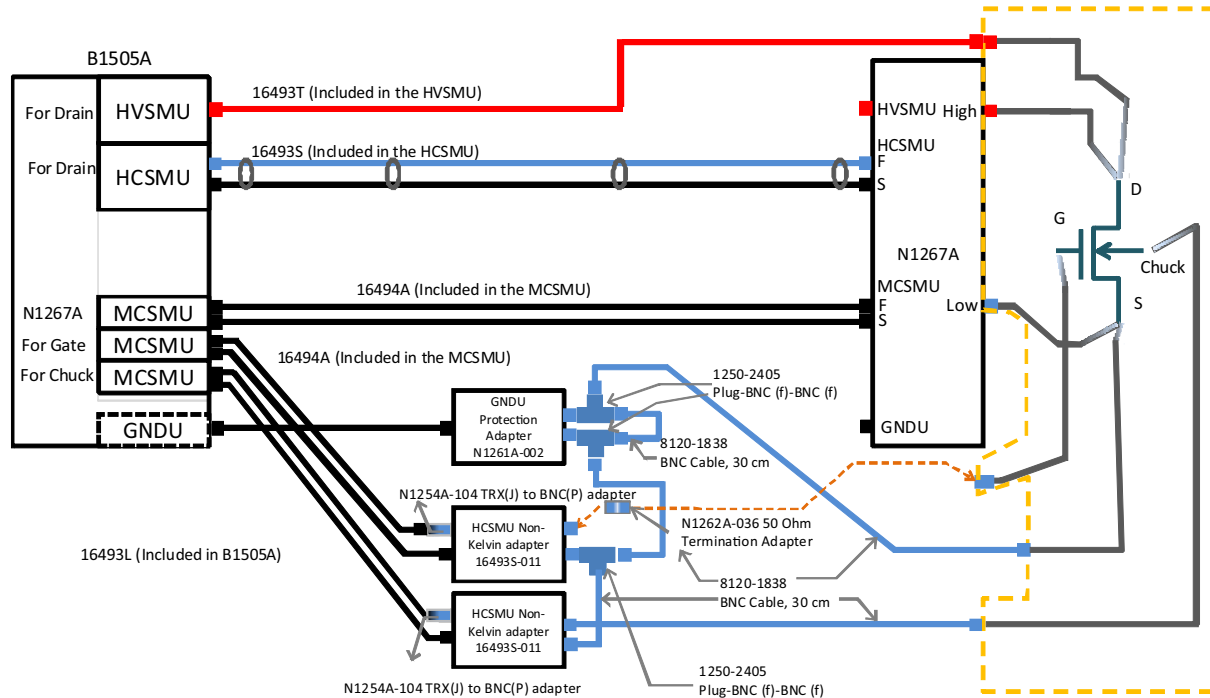 B1505A
For Drain
HVSMU
16493T (Included in the HVSMU)
HVSMU
High
For Drain
HCSMU
16493S (Included in the HCSMU)
HCSMU
F
S
D
G
Chuck
S
N1267A
N1267A
MCSMU
16494A (Included in the MCSMU)
MCSMU
F
S
Low
For Gate
MCSMU
16494A (Included in the MCSMU)
For Chuck
MCSMU
GNDU
GNDU
Protection
Adapter
N1261A-002
1250-2405
Plug-BNC (f)-BNC (f)
8120-1838
BNC Cable, 30 cm
GNDU
N1254A-104 TRX(J) to BNC(P) adapter
HCSMU Non-
Kelvin adapter
16493S-011
N1262A-036 50 Ohm
Termination Adapter
16493L (Included in B1505A)
8120-1838
BNC Cable, 30 cm
HCSMU Non-
Kelvin adapter
16493S-011
N1254A-104 TRX(J) to BNC(P) adapter
1250-2405
Plug-BNC (f)-BNC (f)